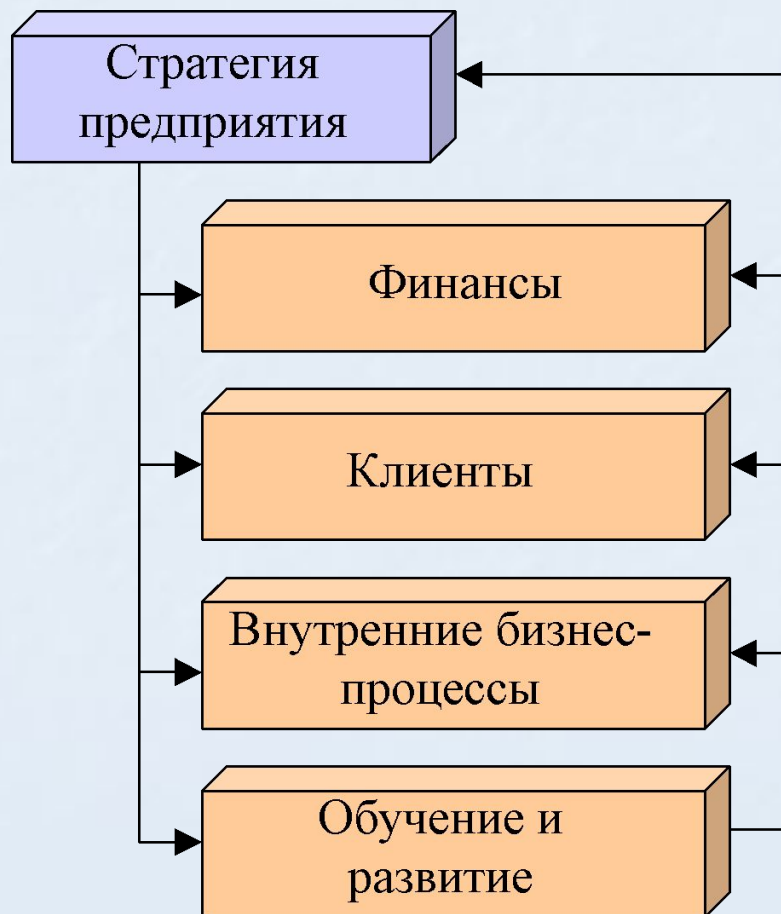 Стратегия
предприятия
Финансы
Клиенты
Внутренние бизнес-
процессы
Обучение и
развитие